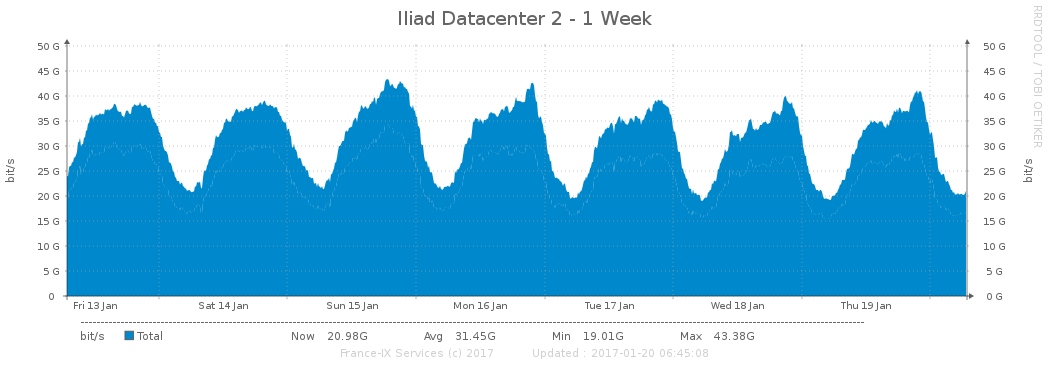 Iliad Datacenter 2 - 1 Week
RRDTOOL / TOBI OETIKER
50 G 50 G
45 G 45 G
40 G 40 G
35 G 35 G
30 G 30 G
25 G 25 G
20 G 20 G
15 G 15 G
10 G 10 G
5 G 5 G
0 0 G
bit/s
bit/s
Fri 13 Jan Sat 14 Jan Sun 15 Jan Mon 16 Jan Tue 17 Jan Wed 18 Jan Thu 19 Jan
bit/s Total Now 20.98G Avg 31.45G Min 19.01G Max 43.38G
France-IX Services (c) 2017 Updated : 2017-01-20 06:45:08